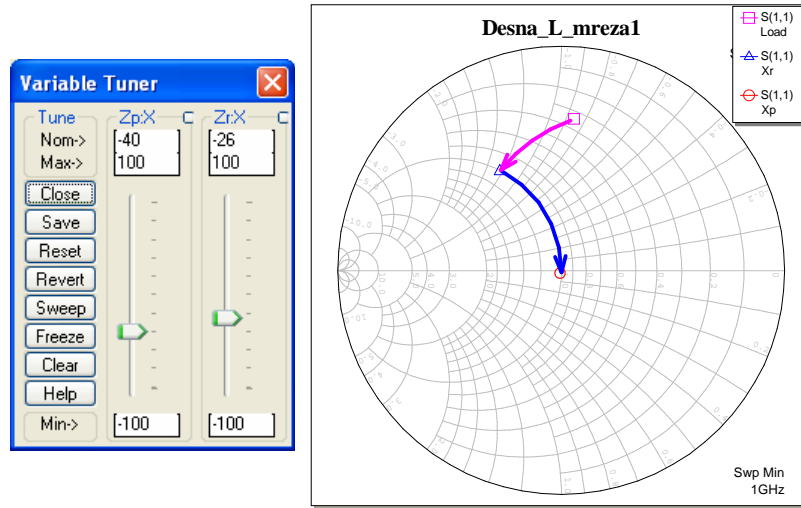 Variable Tuner
Tune
Nom->
Max->
Close
Save
Reset
Revert
Sweep
Freeze
Clear
Help
Min->
Zp:X
C
-40
100
-100
Zr:X
C
-26
100
-100
Desna_L_mreza1
S(1,1)
Load
S(1,1)
Xr
S(1,1)
Xp
Swp Min
1GHz